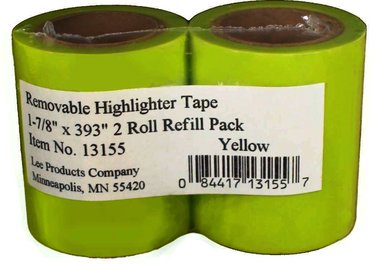 Removable Highlighter Tape
1-7/8" x 393" 2 Roll Refill Pack
Item No. 13155 Yellow
Lee Products Company
Minneapolis, MN 55420
0 84417 13155 7